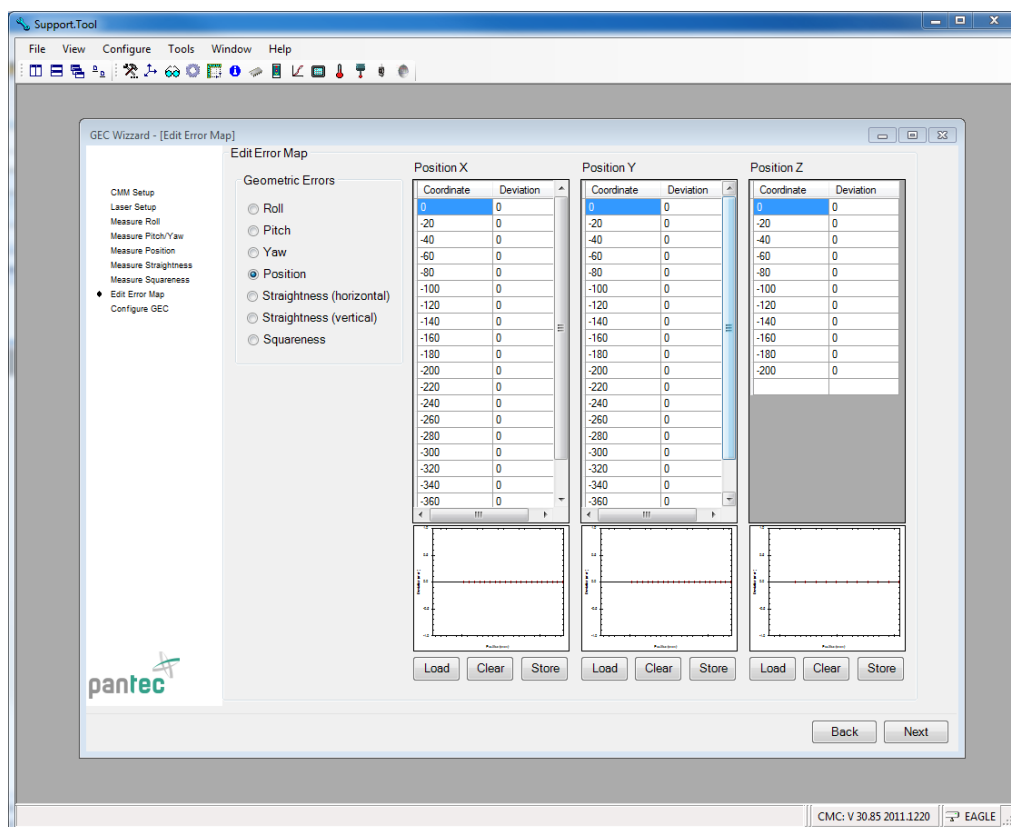 Support.Tool
File View Configure Tools Window Help
GEC Wizzard - [Edit Error Map]
CMM Setup
Laser Setup
Measure Roll
Measure Pitch/Yaw
Measure Position
Measure Straightness
Measure Squareness
Edit Error Map
Configure GEC
pantec
Edit Error Map
Geometric Errors
Roll
Pitch
Yaw
Position
Straightness (horizontal)
Straightness (vertical)
Squareness
Position X
Coordinate Deviation
0 0
-20 0
-40 0
-60 0
-80 0
-100 0
-120 0
-140 0
-160 0
-180 0
-200 0
-220 0
-240 0
-260 0
-280 0
-300 0
-320 0
-340 0
-360 0
Load Clear Store
Position Y
Coordinate Deviation
0 0
-20 0
-40 0
-60 0
-80 0
-100 0
-120 0
-140 0
-160 0
-180 0
-200 0
-220 0
-240 0
-260 0
-280 0
-300 0
-320 0
-340 0
-360 0
Load Clear Store
Position Z
Coordinate Deviation
0 0
-20 0
-40 0
-60 0
-80 0
-100 0
-120 0
-140 0
-160 0
-180 0
-200 0
Load Clear Store
Back Next
CMC: V 30.85 2011.1220 EAGLE